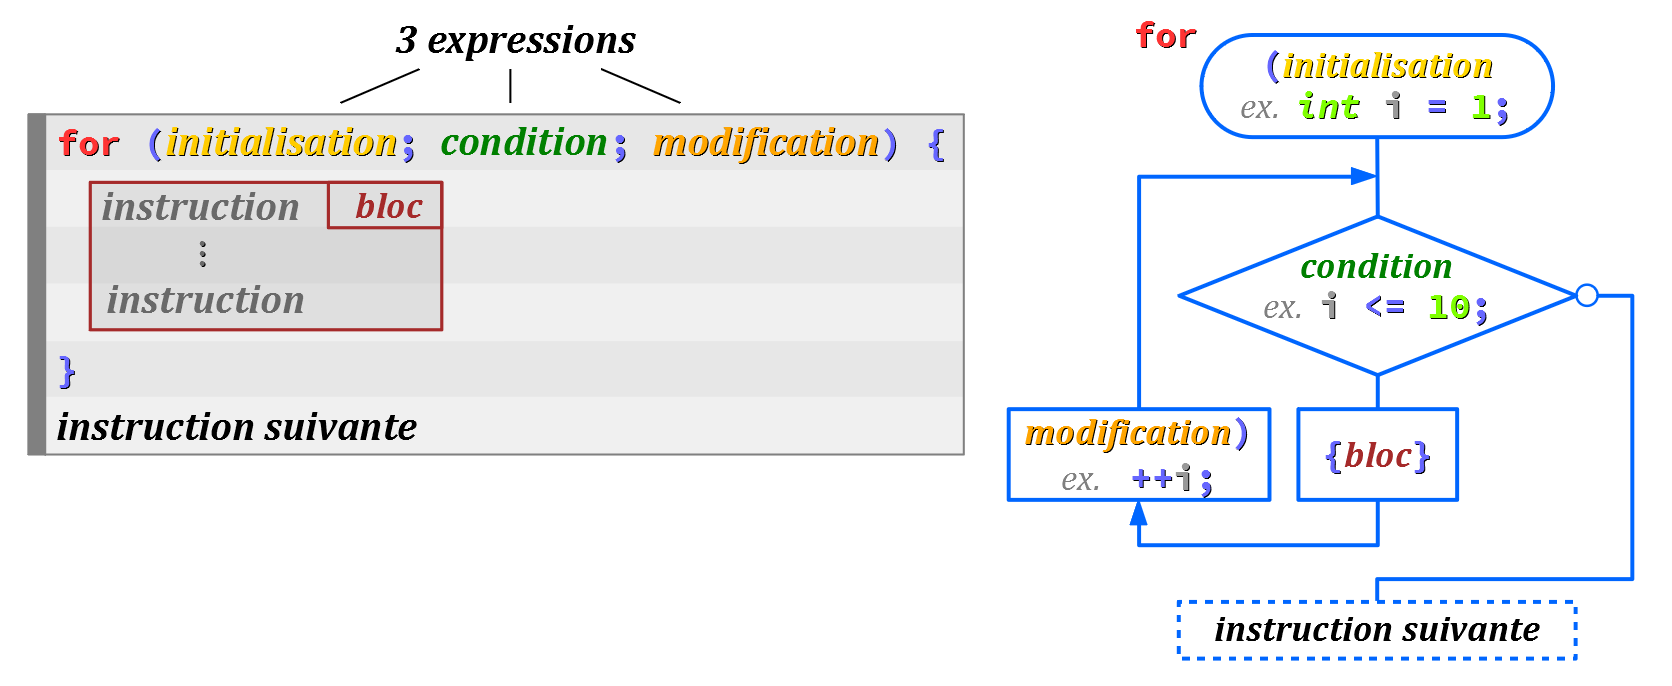 3 expressions
for (initialisation; condition; modification) {
instruction bloc
⋮
instruction
}
instruction suivante
for
(initialisation
ex. int i = 1;
condition
ex. i <= 10;
modification)
ex. ++i;
{bloc}
instruction suivante